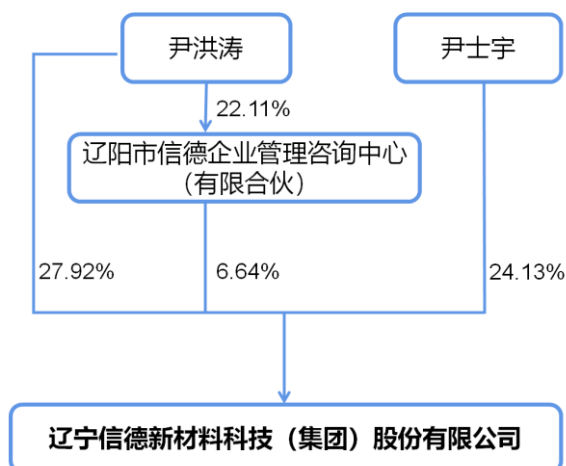 尹洪涛
尹士宇
22.11%
辽阳市信德企业管理咨询中心
（有限合伙）
27.92%
6.64%
24.13%
辽宁信德新材料科技（集团）股份有限公司